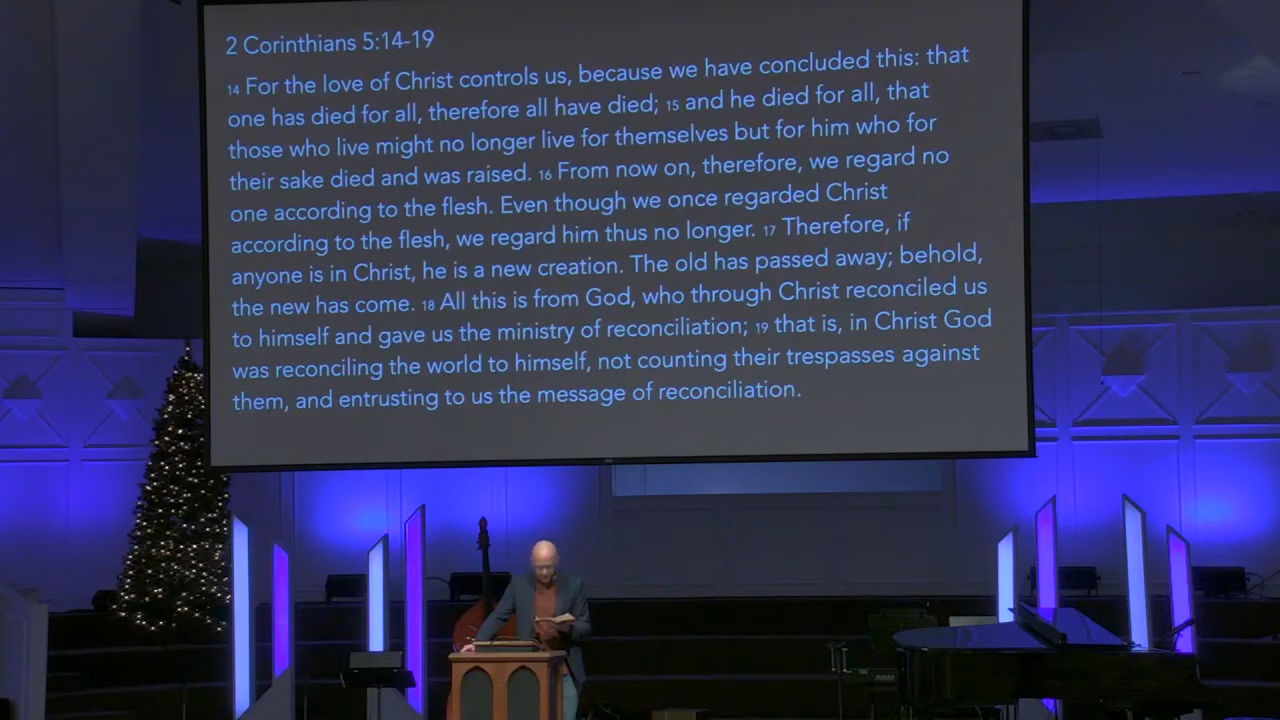 2 Corinthians 5:14-19
14 For the love of Christ controls us, because we have concluded this: that
one has died for all, therefore all have died; 15 and he died for all, that
those who live might no longer live for themselves but for him who for
their sake died and was raised. 16 From now on, therefore, we regard no
one according to the flesh. Even though we once regarded Christ
according to the flesh, we regard him thus no longer. 17 Therefore, if
anyone is in Christ, he is a new creation. The old has passed away; behold,
the new has come. 18 All this is from God, who through Christ reconciled us
to himself and gave us the ministry of reconciliation; 19 that is, in Christ God
was reconciling the world to himself, not counting their trespasses against
them, and entrusting to us the message of reconciliation.